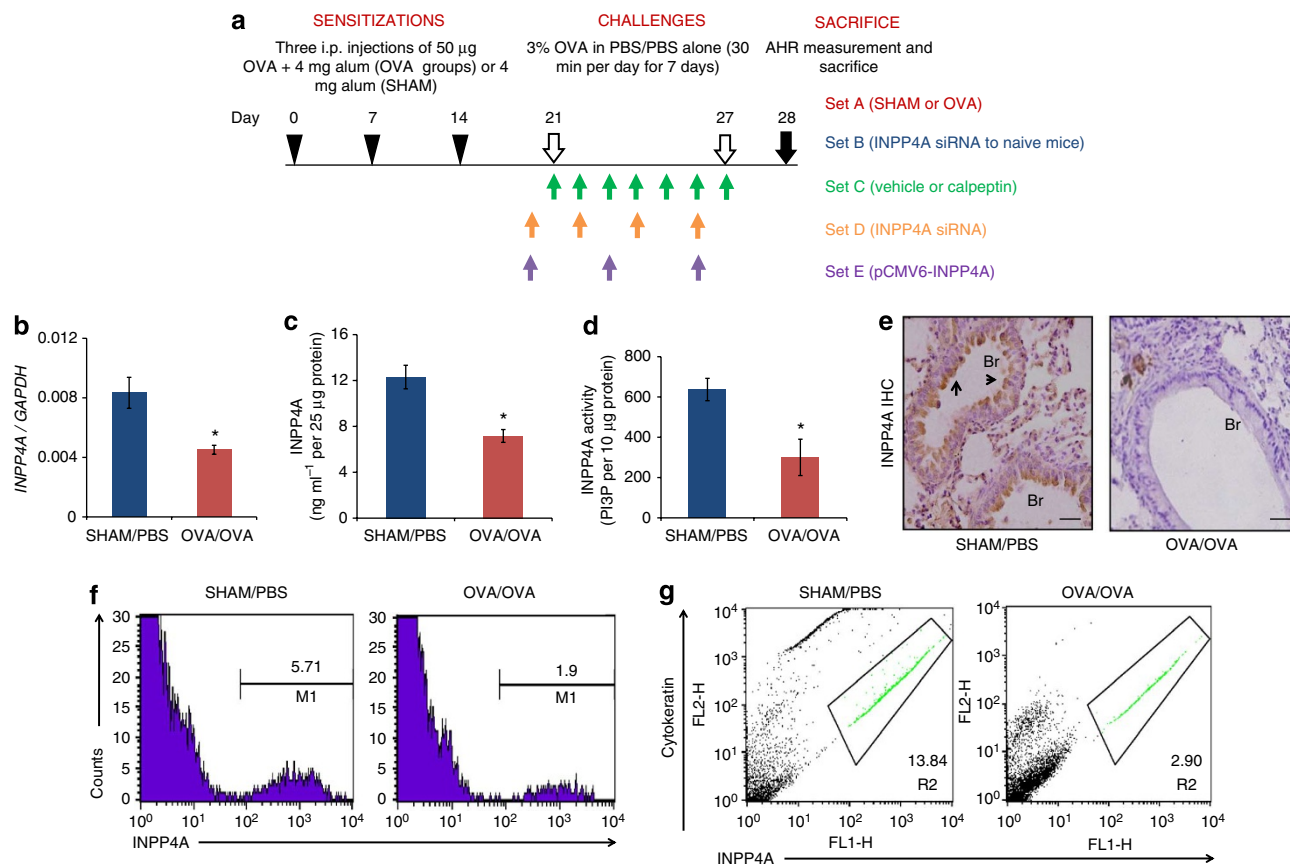 a
SENSITIZATIONS
CHALLENGES
SACRIFICE
Three i.p. injections of 50 µg
OVA + 4 mg alum (OVA groups) or 4
mg alum (SHAM)
3% OVA in PBS/PBS alone (30
min per day for 7 days)
AHR measurement and
sacrifice
Day 0 7 14 21 27 28
Set A (SHAM or OVA)
Set B (INPP4A siRNA to naive mice)
Set C (vehicle or calpeptin)
Set D (INPP4A siRNA)
Set E (pCMV6-INPP4A)
b
INPP4A / GAPDH
0.012
0.008
0.004
0
*
SHAM/PBS OVA/OVA
c
INPP4A
(ng ml⁻¹ per 25 µg protein)
16
12
8
4
0
*
SHAM/PBS OVA/OVA
d
INPP4A activity
(PI3P per 10 µg protein)
800
600
400
200
0
*
SHAM/PBS OVA/OVA
e
INPP4A IHC
Br
Br
Br
SHAM/PBS OVA/OVA
f
SHAM/PBS
Counts
30
25
20
15
10
5
0
5.71
M1
10⁰ 10¹ 10² 10³ 10⁴
OVA/OVA
30
25
20
15
10
5
0
1.9
M1
10⁰ 10¹ 10² 10³ 10⁴
INPP4A
g
SHAM/PBS
Cytokeratin
FL2-H
10⁴
10³
10²
10¹
10⁰
13.84
R2
10⁰ 10¹ 10² 10³ 10⁴
FL1-H
OVA/OVA
FL2-H
10⁴
10³
10²
10¹
10⁰
2.90
R2
10⁰ 10¹ 10² 10³ 10⁴
FL1-H
INPP4A